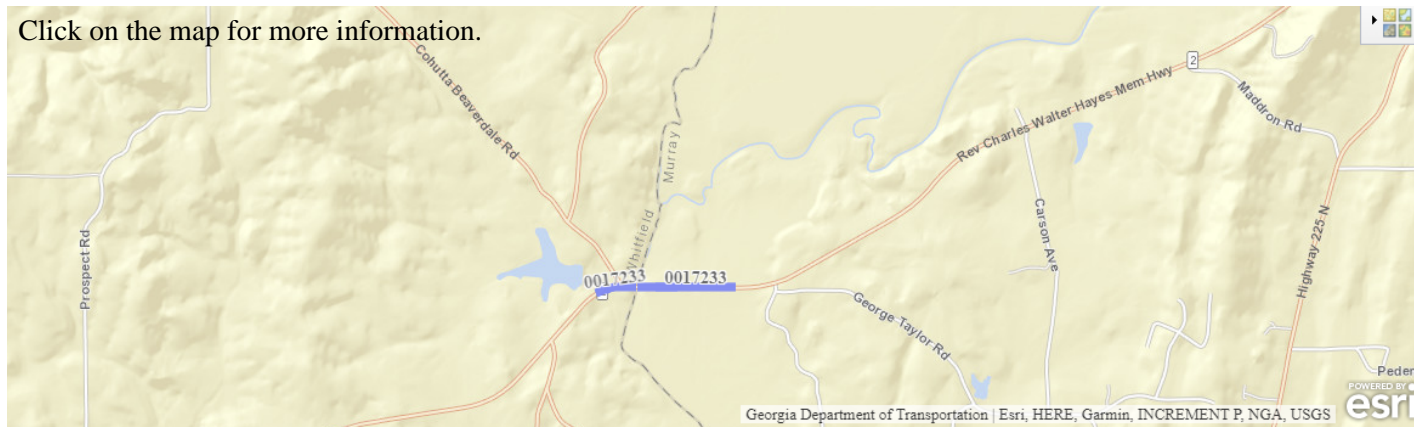 Click on the map for more information.
2
Cohutta Beaverdale Rd
Maddron Rd
Rev Charles Walter Hayes Mem Hwy
Murray
Carson Ave
Whitfield
Highway 225 N
Prospect Rd
0017233
0017233
George Taylor Rd
Peden
POWERED BY
esri
Georgia Department of Transportation | Esri, HERE, Garmin, INCREMENT P, NGA, USGS